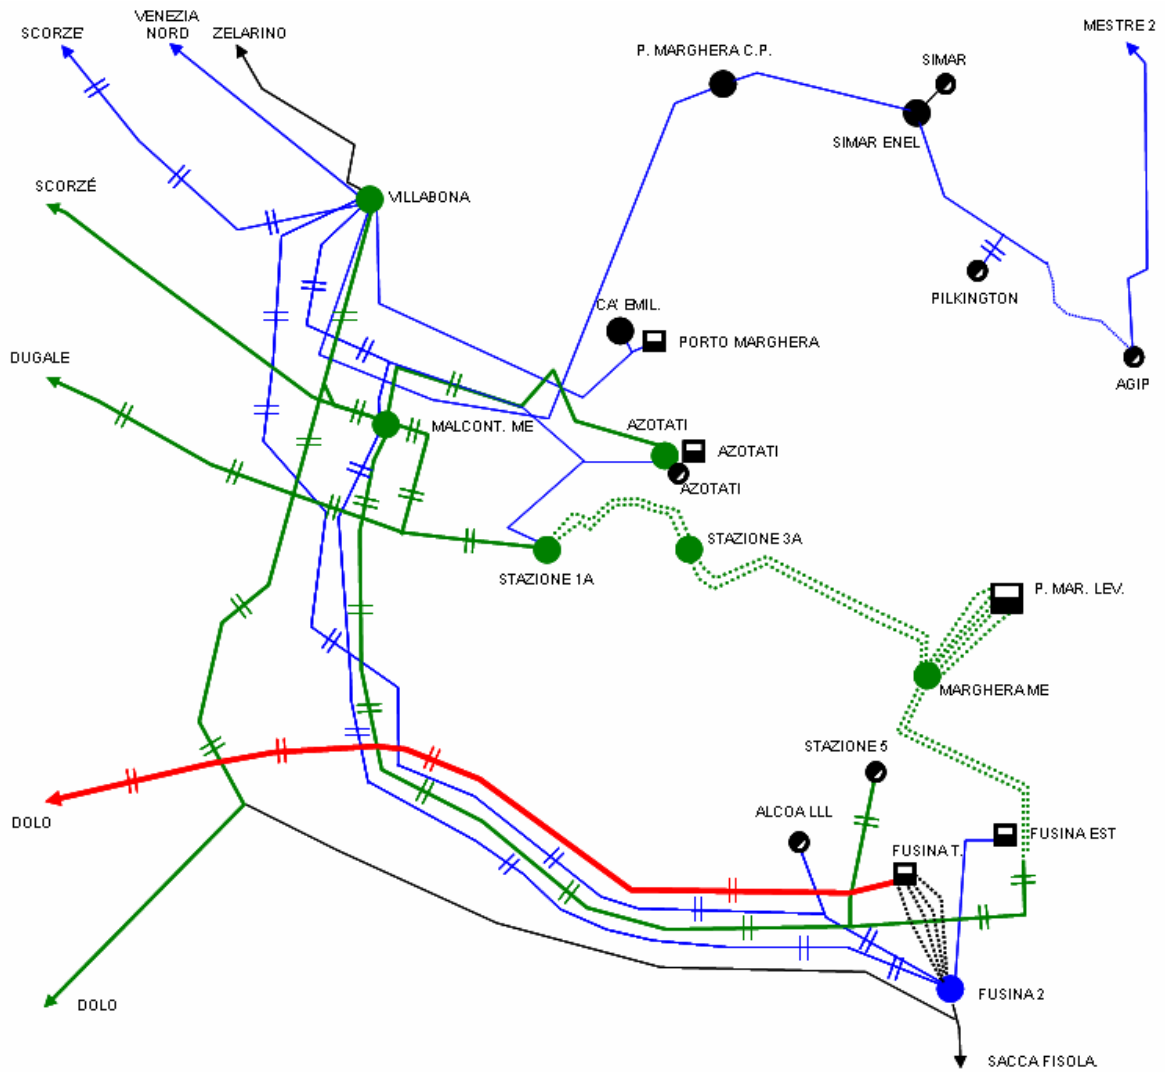 VENEZIA
NORD
SCORZE'
ZELARINO
MESTRE 2
P. MARGHERA C.P.
SIMAR
SIMAR ENEL
SCORZÉ
VILLABONA
PILKINGTON
CA' EMIL.
PORTO MARGHERA
DUGALE
AGIP
MALCONT. ME
AZOTATI
AZOTATI
AZOTATI
STAZIONE 3A
STAZIONE 1A
P. MAR. LEV.
MARGHERA ME
STAZIONE 5
DOLO
ALCOA LLL
FUSINA EST
FUSINA T.
FUSINA 2
DOLO
SACCA FISOLA